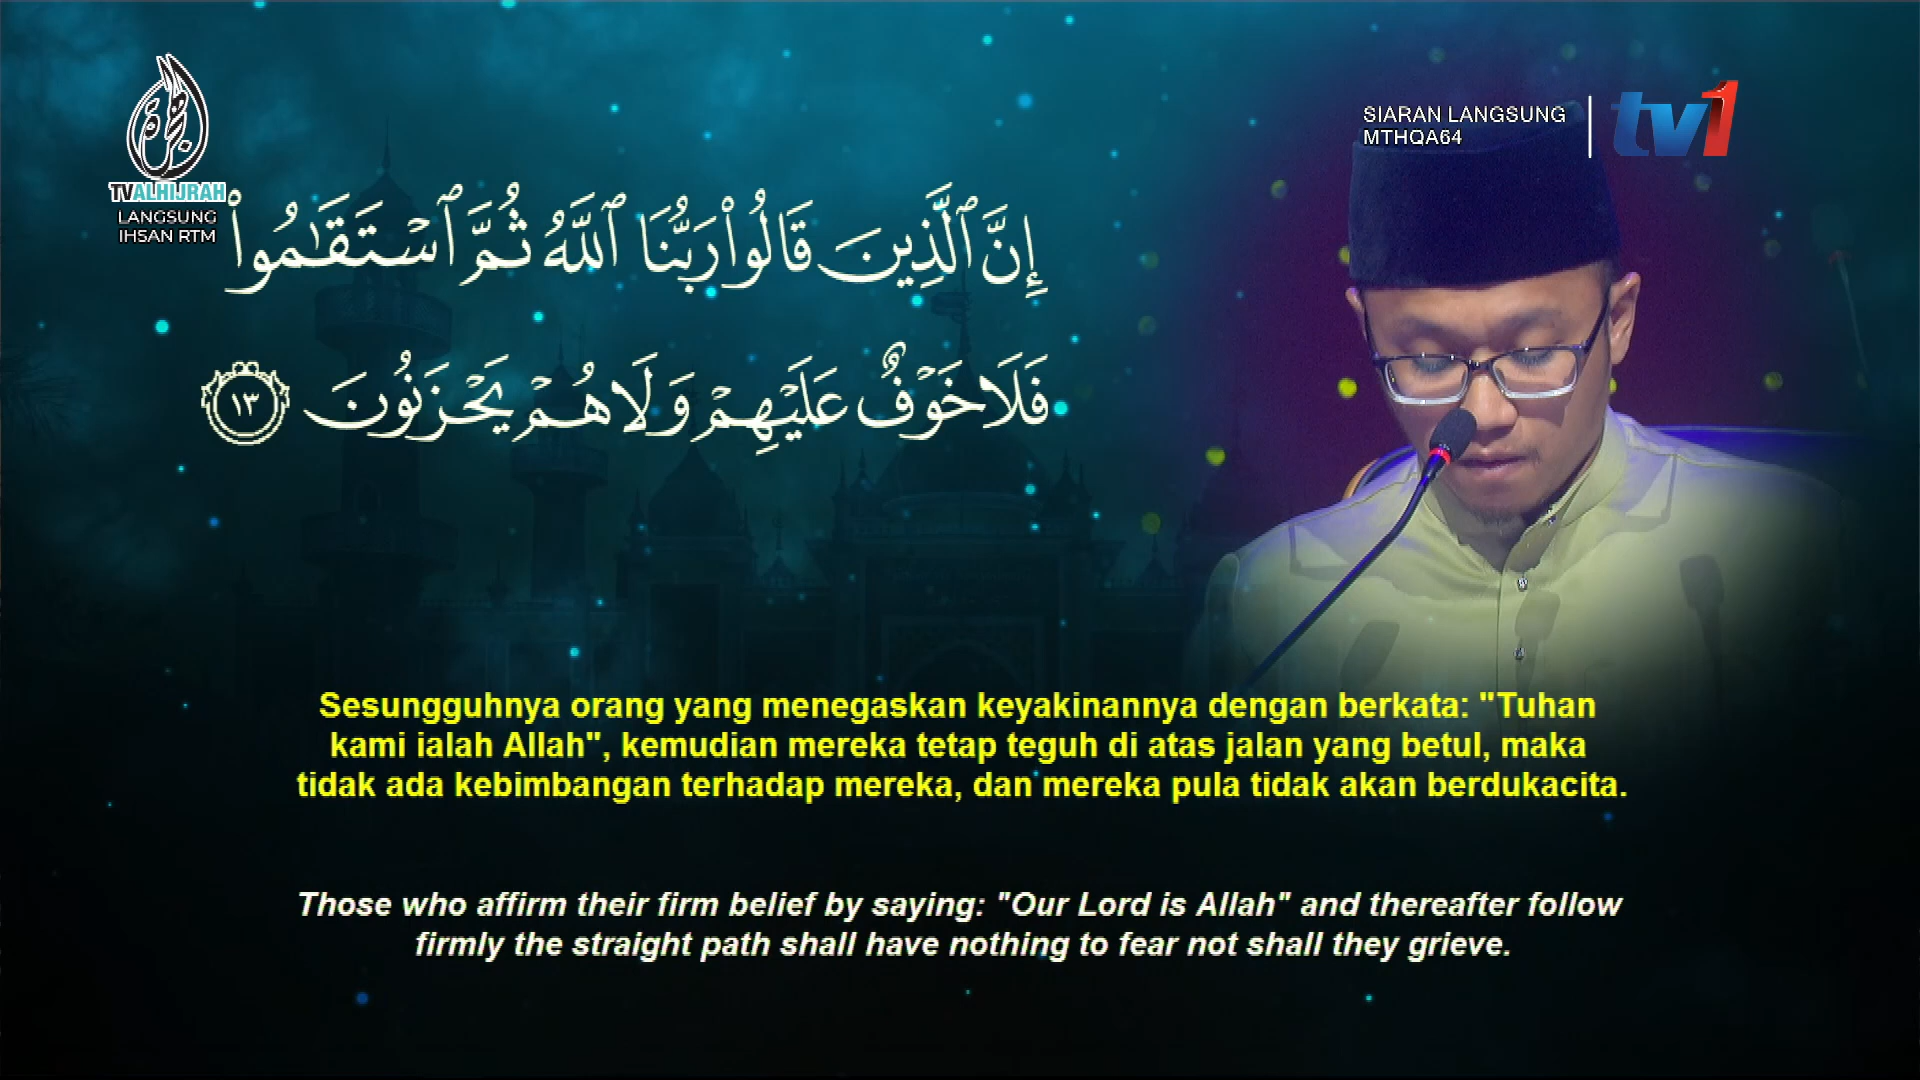 TVALHIJRAH
LANGSUNG
IHSAN RTM
SIARAN LANGSUNG
MTHQA64
tv1
إِنَّ ٱلَّذِينَ قَالُوا۟ رَبُّنَا ٱللَّهُ ثُمَّ ٱسْتَقَٰمُوا۟
فَلَا خَوْفٌ عَلَيْهِمْ وَلَا هُمْ يَحْزَنُونَ ١٣
Sesungguhnya orang yang menegaskan keyakinannya dengan berkata: "Tuhan
kami ialah Allah", kemudian mereka tetap teguh di atas jalan yang betul, maka
tidak ada kebimbangan terhadap mereka, dan mereka pula tidak akan berdukacita.
Those who affirm their firm belief by saying: "Our Lord is Allah" and thereafter follow
firmly the straight path shall have nothing to fear not shall they grieve.